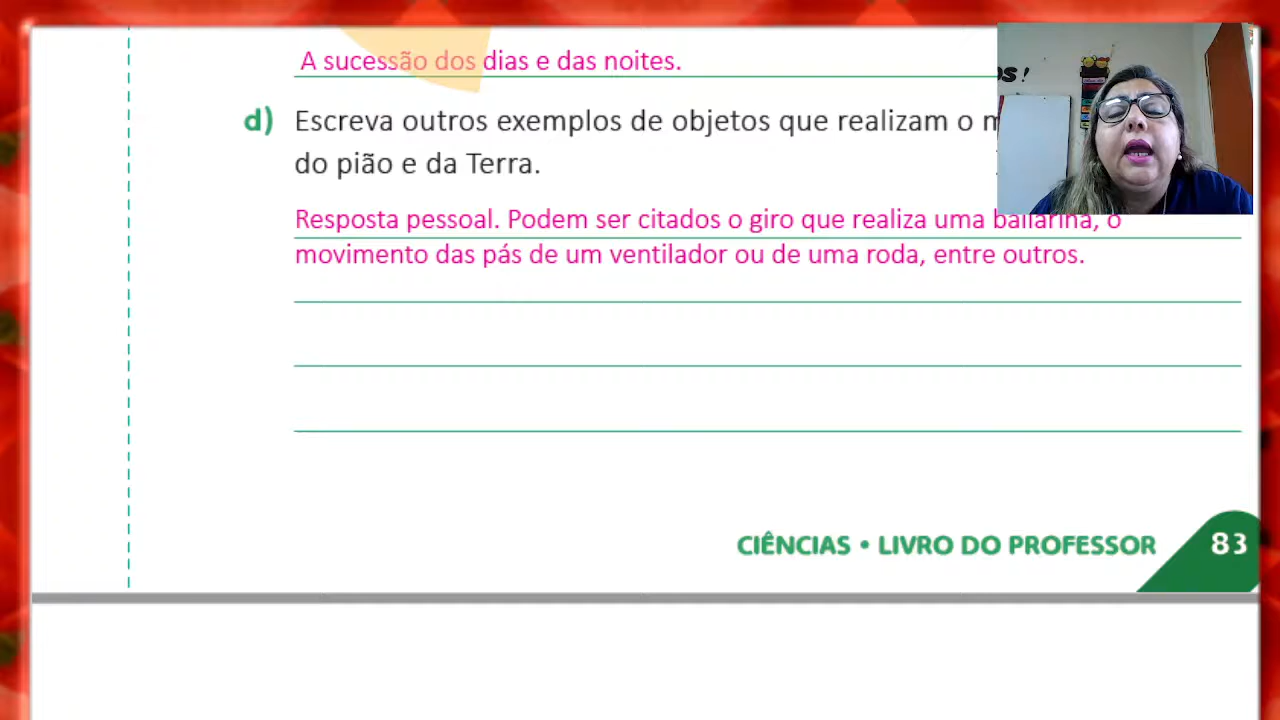 A sucessão dos dias e das noites.
d) Escreva outros exemplos de objetos que realizam o
do pião e da Terra.
Resposta pessoal. Podem ser citados o giro que realiza uma bailarina, o
movimento das pás de um ventilador ou de uma roda, entre outros.
CIÊNCIAS • LIVRO DO PROFESSOR 83